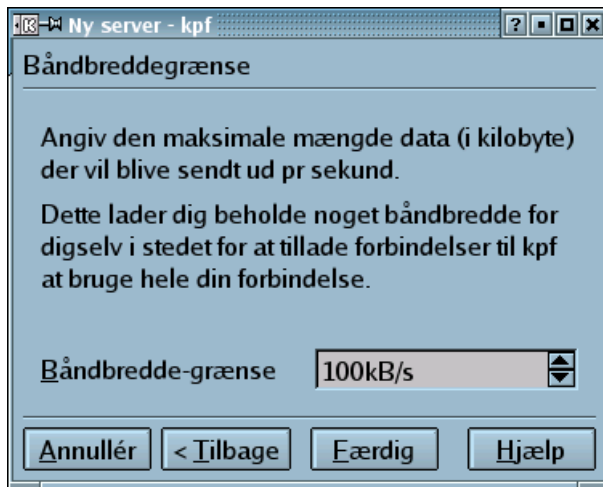 Ny server - kpf
Båndbreddegrænse
Angiv den maksimale mængde data (i kilobyte)
der vil blive sendt ud pr sekund.
Dette lader dig beholde noget båndbredde for
digselv i stedet for at tillade forbindelser til kpf
at bruge hele din forbindelse.
Båndbredde-grænse 100kB/s
Annullér < Tilbage Færdig Hjælp